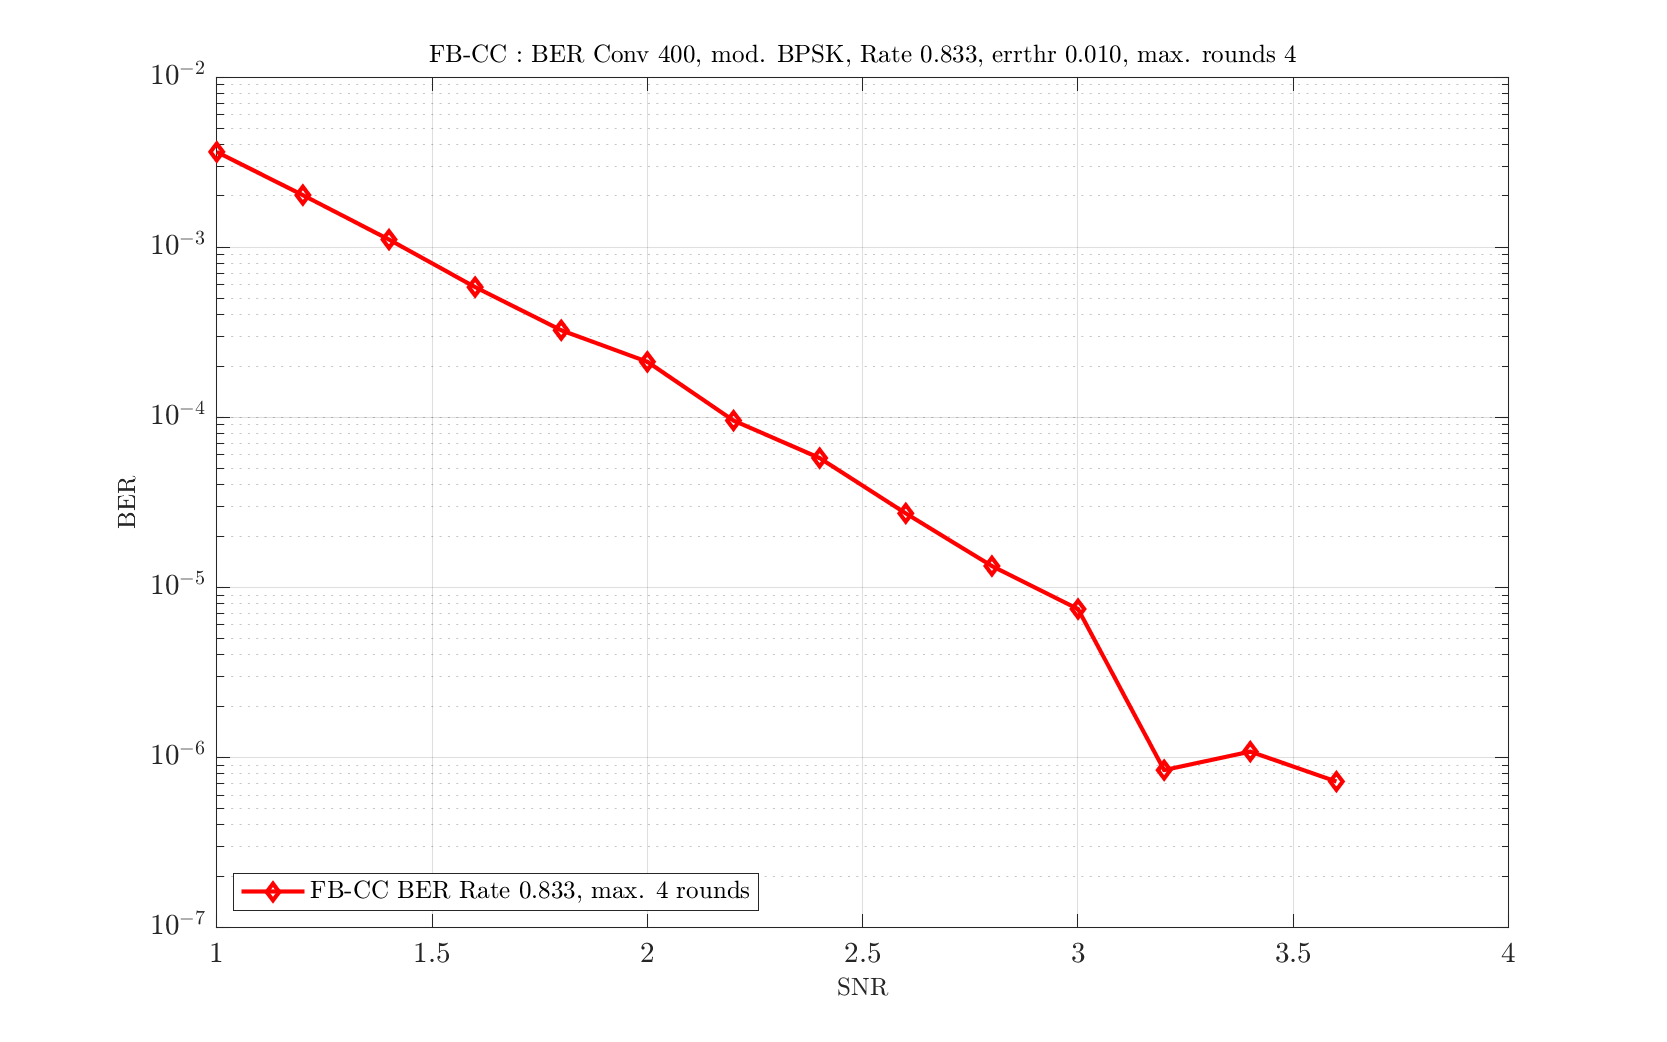 FB-CC : BER Conv 400, mod. BPSK, Rate 0.833, errthr 0.010, max. rounds 4
10^{-2}
10^{-3}
10^{-4}
10^{-5}
10^{-6}
10^{-7}
BER
FB-CC BER Rate 0.833, max. 4 rounds
1 1.5 2 2.5 3 3.5 4
SNR